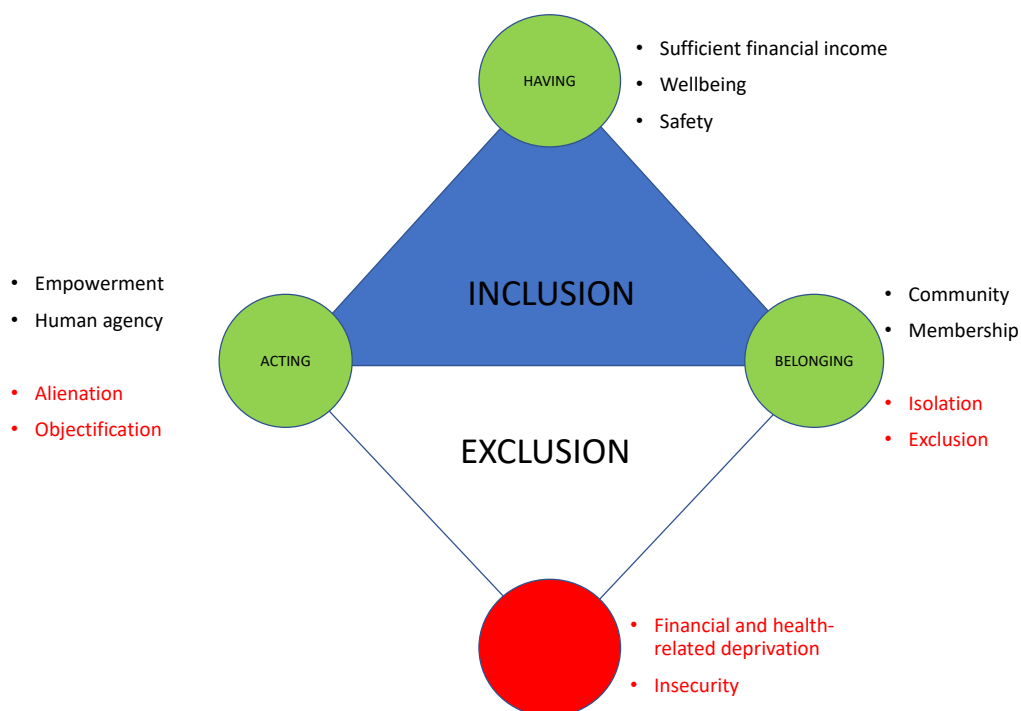 HAVING
• Sufficient financial income
• Wellbeing
• Safety
INCLUSION
• Empowerment
• Human agency
ACTING
• Alienation
• Objectification
• Community
• Membership
BELONGING
• Isolation
• Exclusion
EXCLUSION
• Financial and health-
related deprivation
• Insecurity